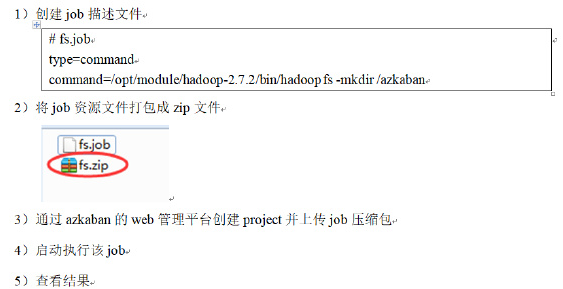 1）创建 job 描述文件
# fs.job
type=command
command=/opt/module/hadoop-2.7.2/bin/hadoop fs -mkdir /azkaban
2）将 job 资源文件打包成 zip 文件
fs.job
fs.zip
3）通过 azkaban 的 web 管理平台创建 project 并上传 job 压缩包
4）启动执行该 job
5）查看结果